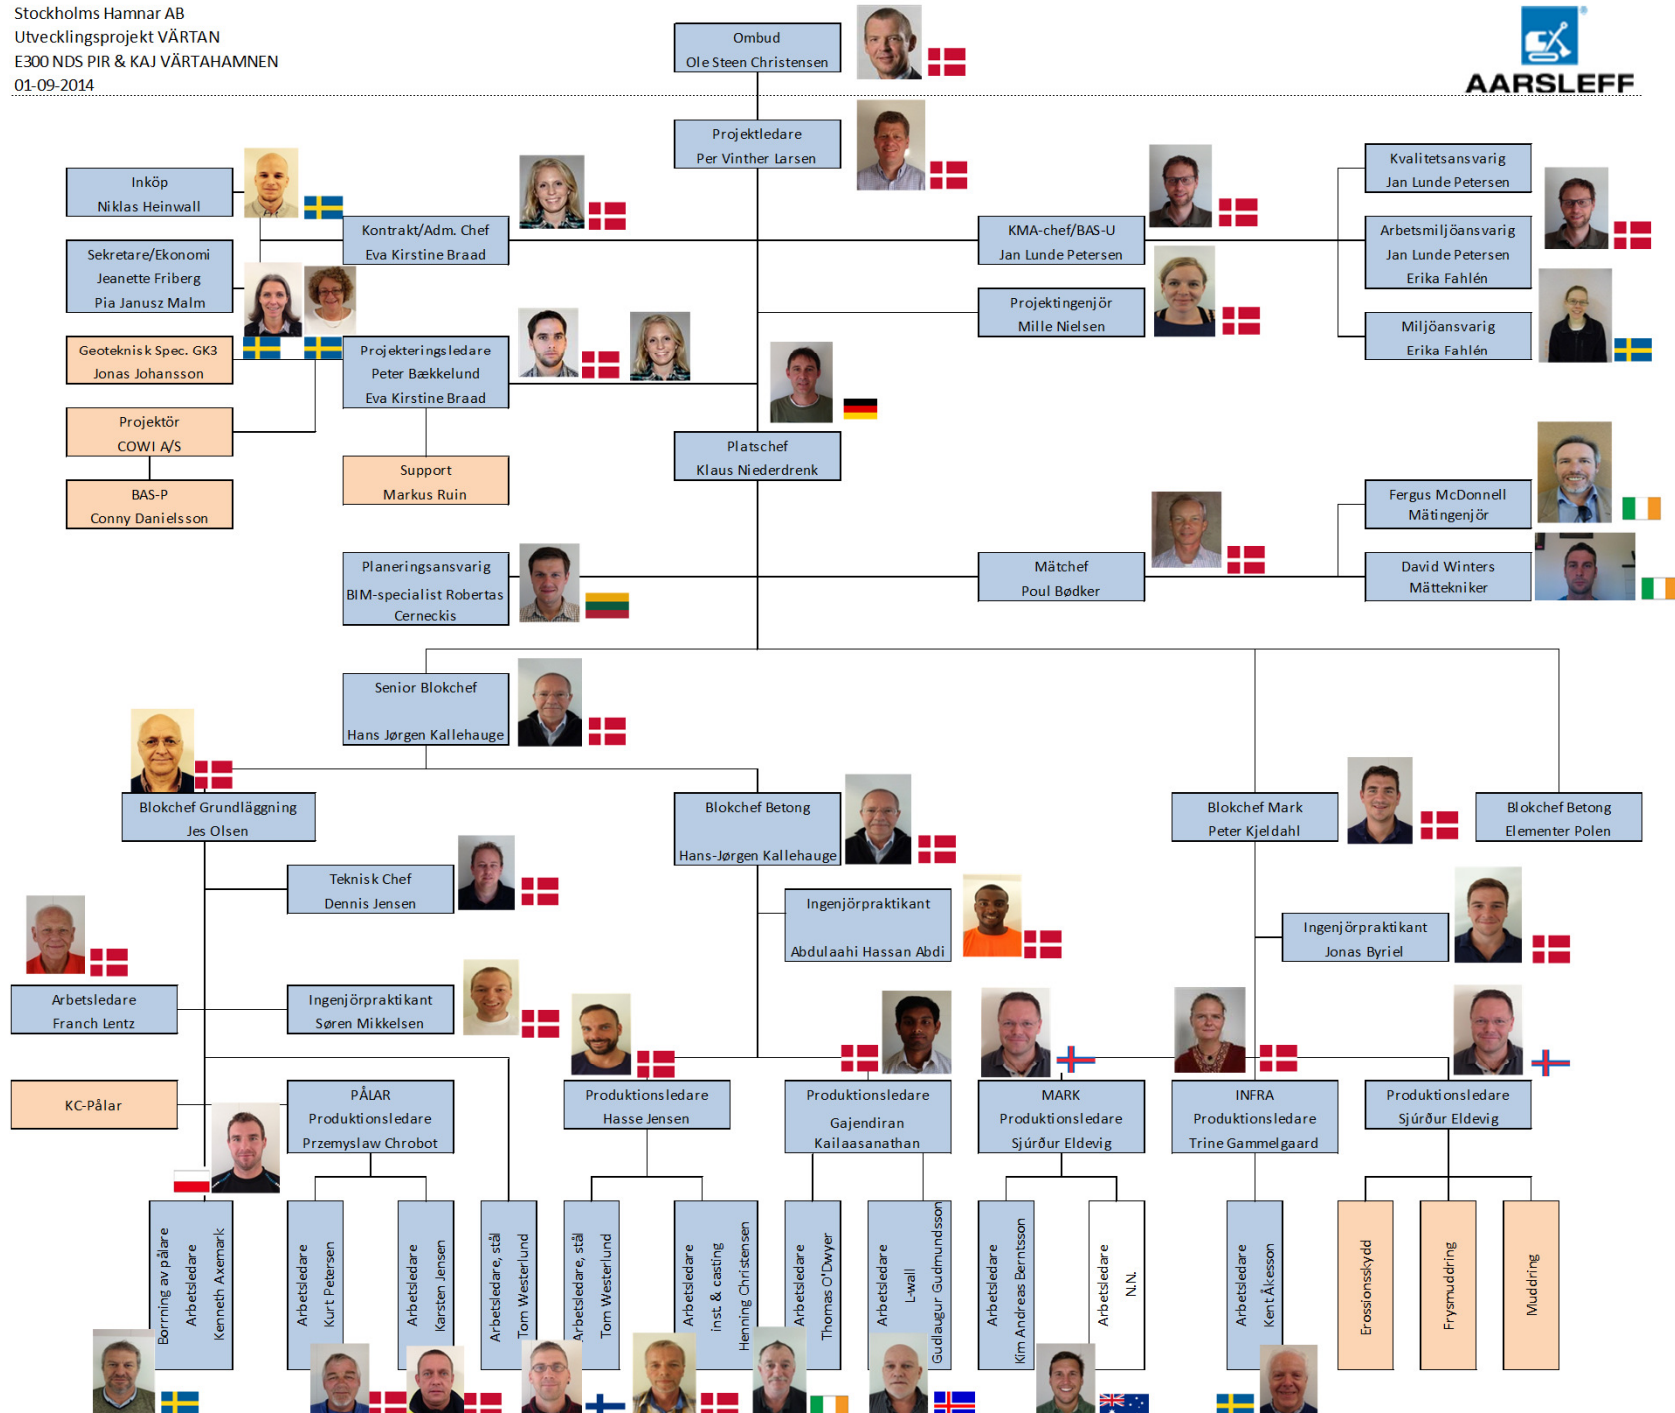 Stockholms Hamnar AB
Utvecklingsprojekt VÄRTAN
E300 NDS PIR & KAJ VÄRTAHAMNEN
01-09-2014
AARSLEFF
Ombud
Ole Steen Christensen
Projektledare
Per Vinther Larsen
Inköp
Niklas Heinwall
Sekretare/Ekonomi
Jeanette Friberg
Pia Janusz Malm
Kontrakt/Adm. Chef
Eva Kirstine Braad
KMA-chef/BAS-U
Jan Lunde Petersen
Kvalitetsansvarig
Jan Lunde Petersen
Arbetsmiljöansvarig
Jan Lunde Petersen
Erika Fahlén
Projektingenjör
Mille Nielsen
Miljöansvarig
Erika Fahlén
Geoteknisk Spec. GK3
Jonas Johansson
Projekteringsledare
Peter Bækkelund
Eva Kirstine Braad
Projektör
COWI A/S
BAS-P
Conny Danielsson
Support
Markus Ruin
Platschef
Klaus Niederdrenk
Fergus McDonnell
Mätingenjör
Planeringsansvarig
BIM-specialist Robertas
Cerneckis
Mätchef
Poul Bødker
David Winters
Mättekniker
Senior Blokchef
Hans Jørgen Kallehauge
Blokchef Grundläggning
Jes Olsen
Blokchef Betong
Hans-Jørgen Kallehauge
Blokchef Mark
Peter Kjeldahl
Blokchef Betong
Elementer Polen
Teknisk Chef
Dennis Jensen
Ingenjörpraktikant
Abdulaahi Hassan Abdi
Ingenjörpraktikant
Jonas Byriel
Arbetsledare
Franch Lentz
Ingenjörpraktikant
Søren Mikkelsen
KC-Pålar
PÅLAR
Produktionsledare
Przemyslaw Chrobot
Produktionsledare
Hasse Jensen
Produktionsledare
Gajendiran
Kailaasanathan
MARK
Produktionsledare
Sjúrður Eldevig
INFRA
Produktionsledare
Trine Gammelgaard
Produktionsledare
Sjúrður Eldevig
Borrning av pålare
Arbetsledare
Kenneth Axemark
Arbetsledare
Kurt Petersen
Arbetsledare
Karsten Jensen
Arbetsledare, stål
Tom Westerlund
Arbetsledare, stål
Tom Westerlund
Arbetsledare
inst. & casting
Henning Christensen
Arbetsledare
Thomas O'Dwyer
Arbetsledare
L-wall
Gudlaugur Gudmundsson
Arbetsledare
Kim Andreas Berntsson
Arbetsledare
N.N.
Arbetsledare
Kent Åkesson
Erossionsskydd
Frysmuddring
Muddring